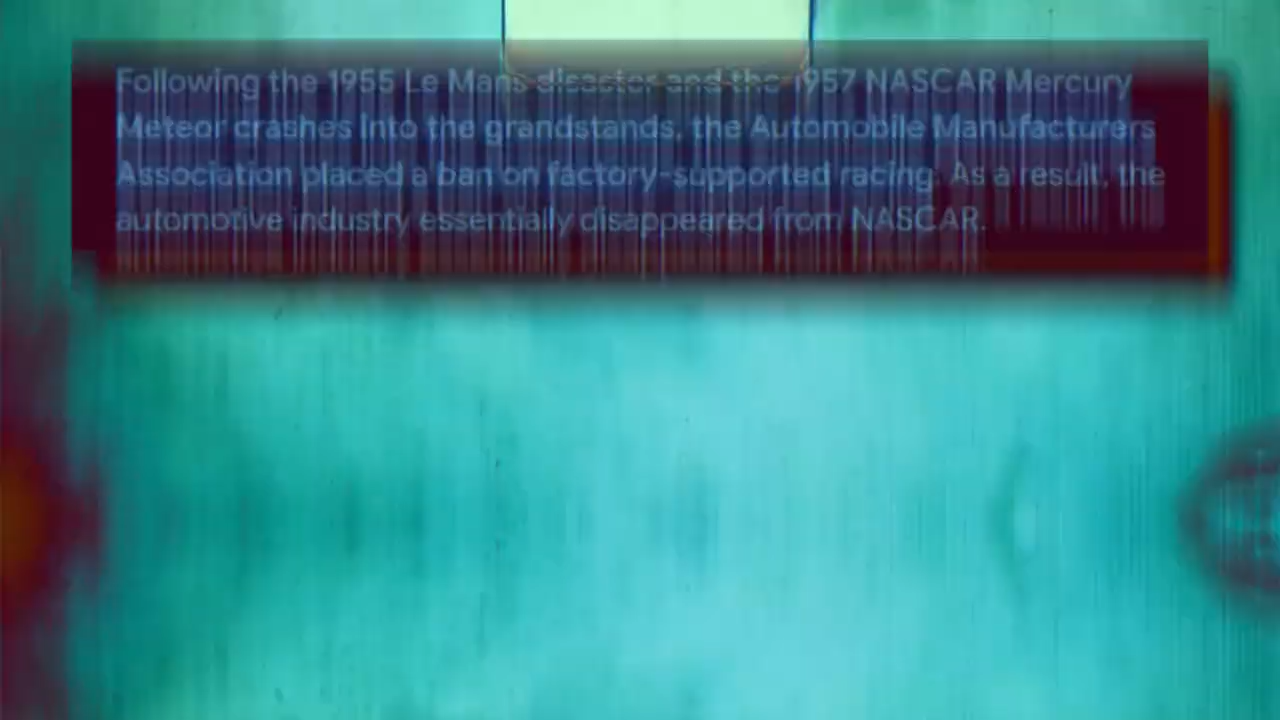 Following the 1955 Le Mans disaster and the 1957 NASCAR Mercury
Meteor crashes into the grandstands, the Automobile Manufacturers
Association placed a ban on factory-supported racing. As a result, the
automotive industry essentially disappeared from NASCAR.